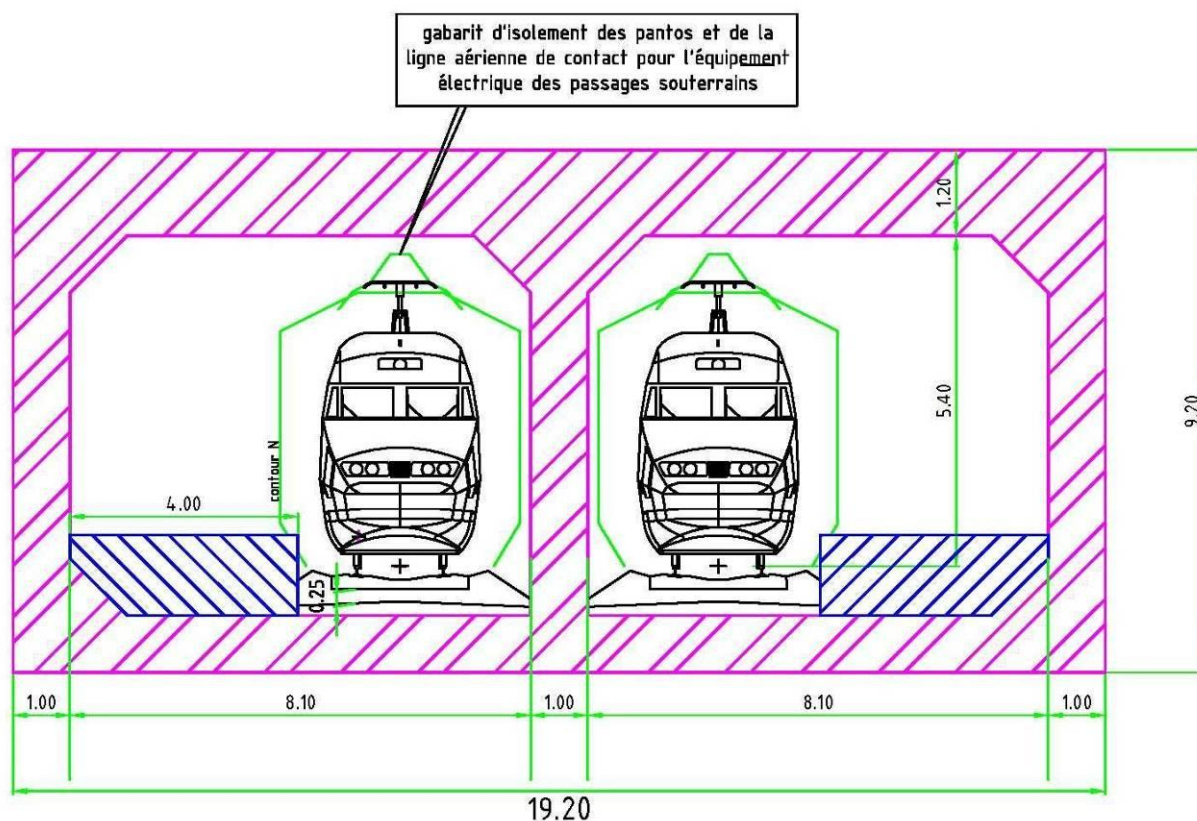 gabarit d'isolement des pantos et de la
ligne aérienne de contact pour l'équipement
électrique des passages souterrains
1.20
5.40
9.20
contour N
4.00
0.25
1.00
8.10
1.00
8.10
1.00
19.20